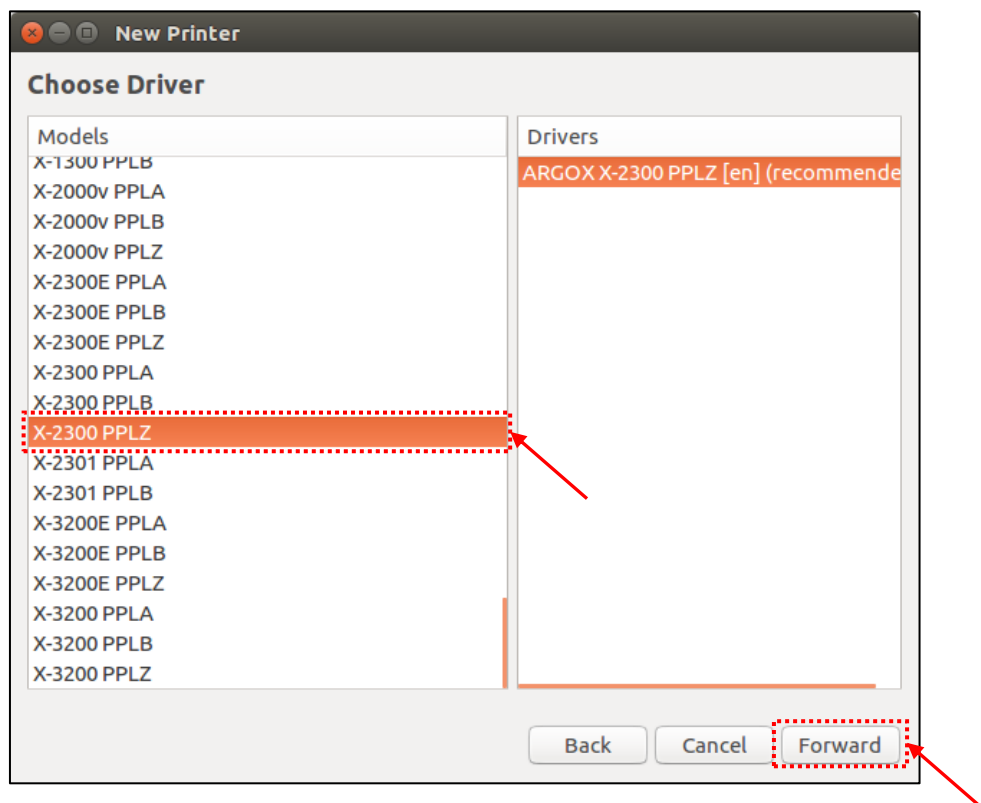 New Printer
Choose Driver
Models
X-1300 PPLB
X-2000v PPLA
X-2000v PPLB
X-2000v PPLZ
X-2300E PPLA
X-2300E PPLB
X-2300E PPLZ
X-2300 PPLA
X-2300 PPLB
X-2300 PPLZ
X-2301 PPLA
X-2301 PPLB
X-3200E PPLA
X-3200E PPLB
X-3200E PPLZ
X-3200 PPLA
X-3200 PPLB
X-3200 PPLZ
Drivers
ARGOX X-2300 PPLZ [en] (recommende
Back
Cancel
Forward